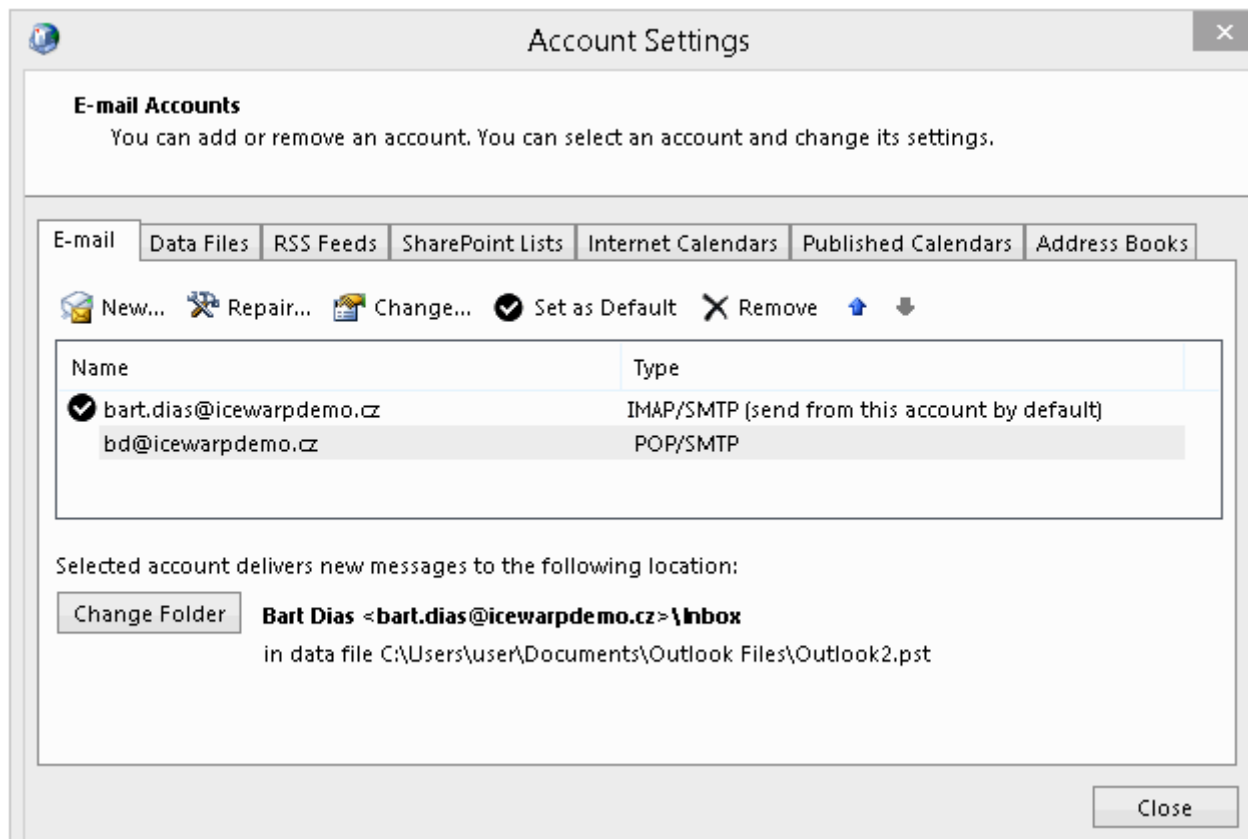 Account Settings
E-mail Accounts
You can add or remove an account. You can select an account and change its settings.
E-mail Data Files RSS Feeds SharePoint Lists Internet Calendars Published Calendars Address Books
New... Repair... Change... Set as Default Remove
Name Type
bart.dias@icewarpdemo.cz IMAP/SMTP (send from this account by default)
bd@icewarpdemo.cz POP/SMTP
Selected account delivers new messages to the following location:
Change Folder Bart Dias <bart.dias@icewarpdemo.cz>\Inbox
in data file C:\Users\user\Documents\Outlook Files\Outlook2.pst
Close